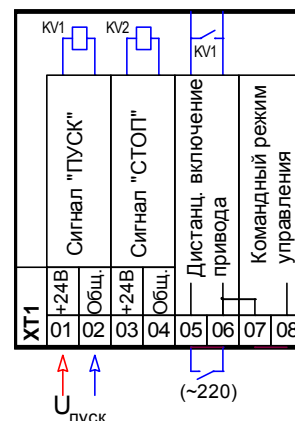 KV1
KV2
KV1
Сигнал "ПУСК"
Сигнал "СТОП"
Дистанц. включение
привода
Командный режим
управления
XT1
+24В
Общ.
+24В
Общ.
01 02 03 04 05 06 07 08
(~220)
Uпуск